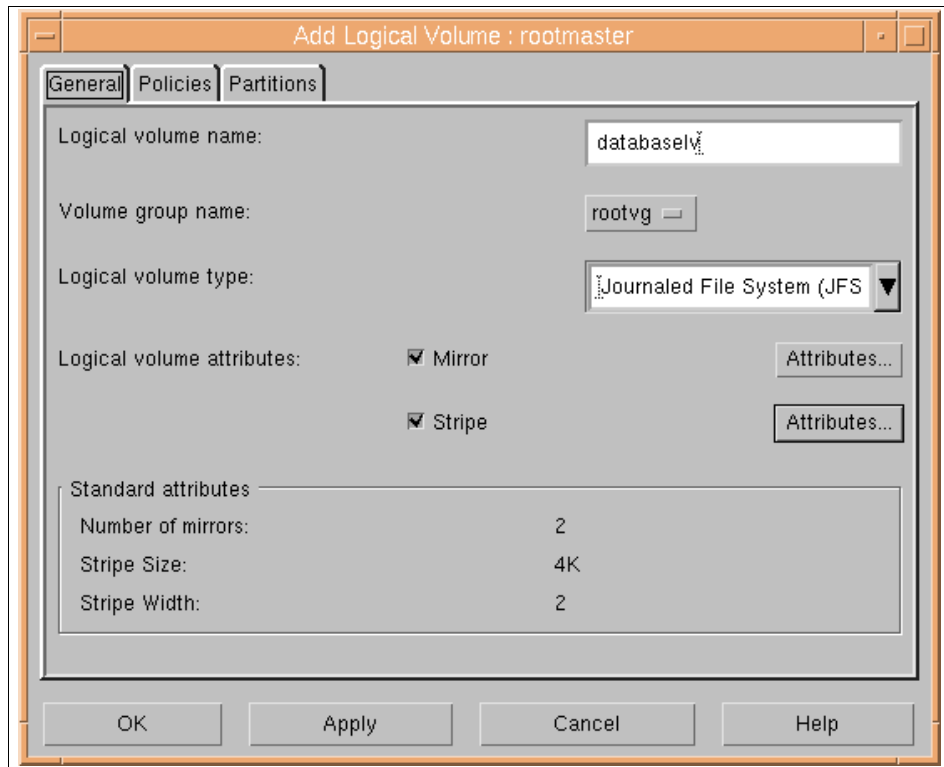 Add Logical Volume : rootmaster
General Policies Partitions
Logical volume name: databaselv
Volume group name: rootvg
Logical volume type: Journaled File System (JFS
Logical volume attributes: Mirror Attributes...
Stripe Attributes...
Standard attributes
Number of mirrors: 2
Stripe Size: 4K
Stripe Width: 2
OK Apply Cancel Help